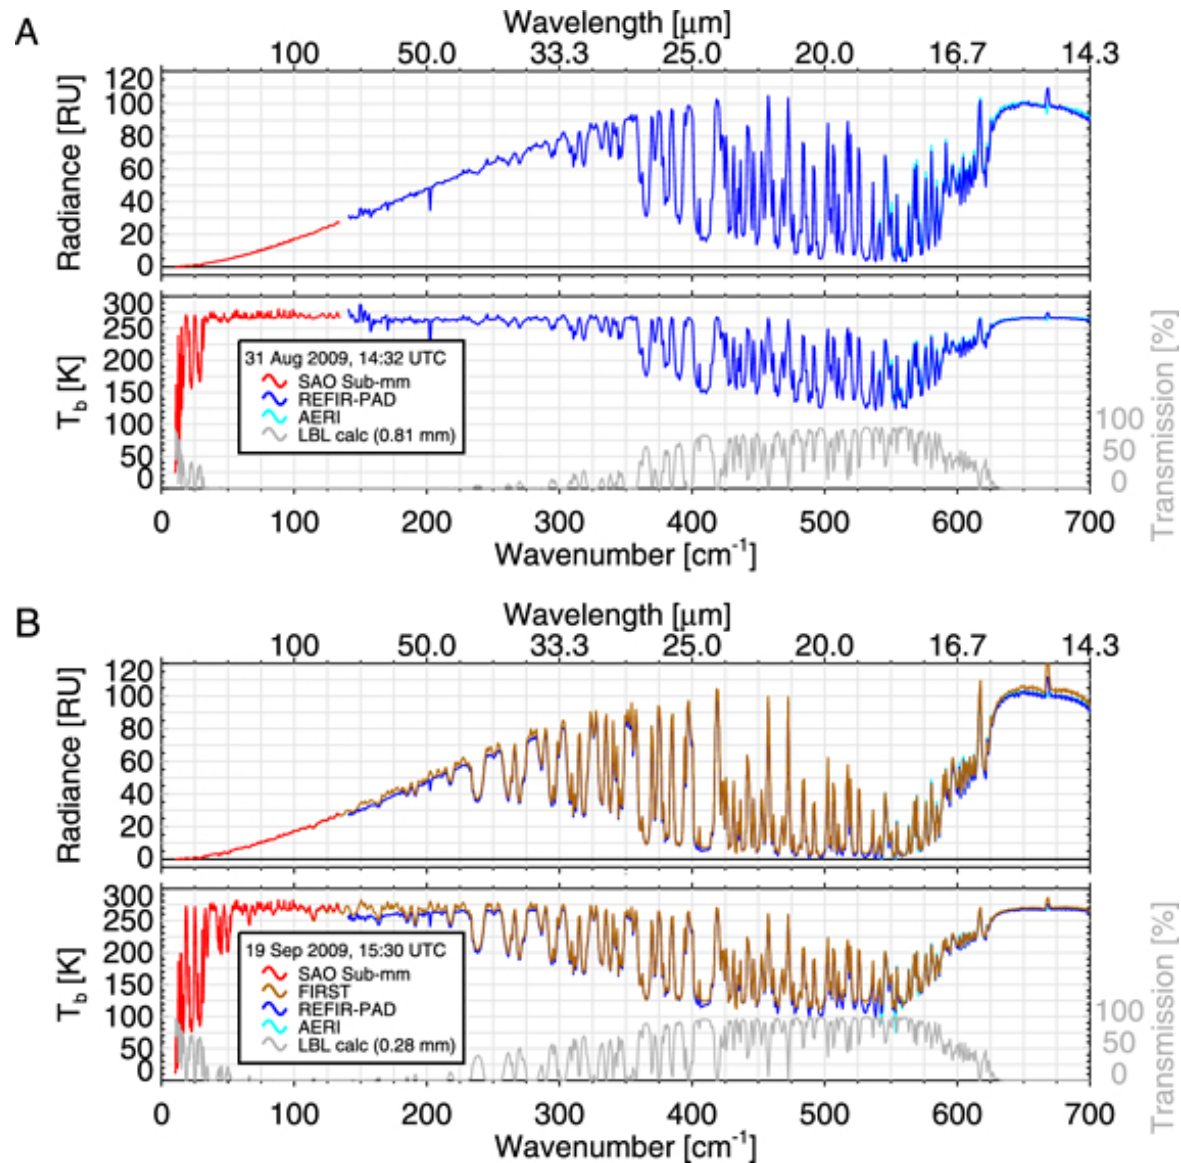 A
Wavelength [μm]
100 50.0 33.3 25.0 20.0 16.7 14.3
Radiance [RU]
120
100
80
60
40
20
0
T_b [K]
300
250
200
150
100
50
0
31 Aug 2009, 14:32 UTC
SAO Sub-mm
REFIR-PAD
AERI
LBL calc (0.81 mm)
Transmission [%]
100
50
0
0 100 200 300 400 500 600 700
Wavenumber [cm⁻¹]
B
Wavelength [μm]
100 50.0 33.3 25.0 20.0 16.7 14.3
Radiance [RU]
120
100
80
60
40
20
0
T_b [K]
300
250
200
150
100
50
0
19 Sep 2009, 15:30 UTC
SAO Sub-mm
FIRST
REFIR-PAD
AERI
LBL calc (0.28 mm)
Transmission [%]
100
50
0
0 100 200 300 400 500 600 700
Wavenumber [cm⁻¹]